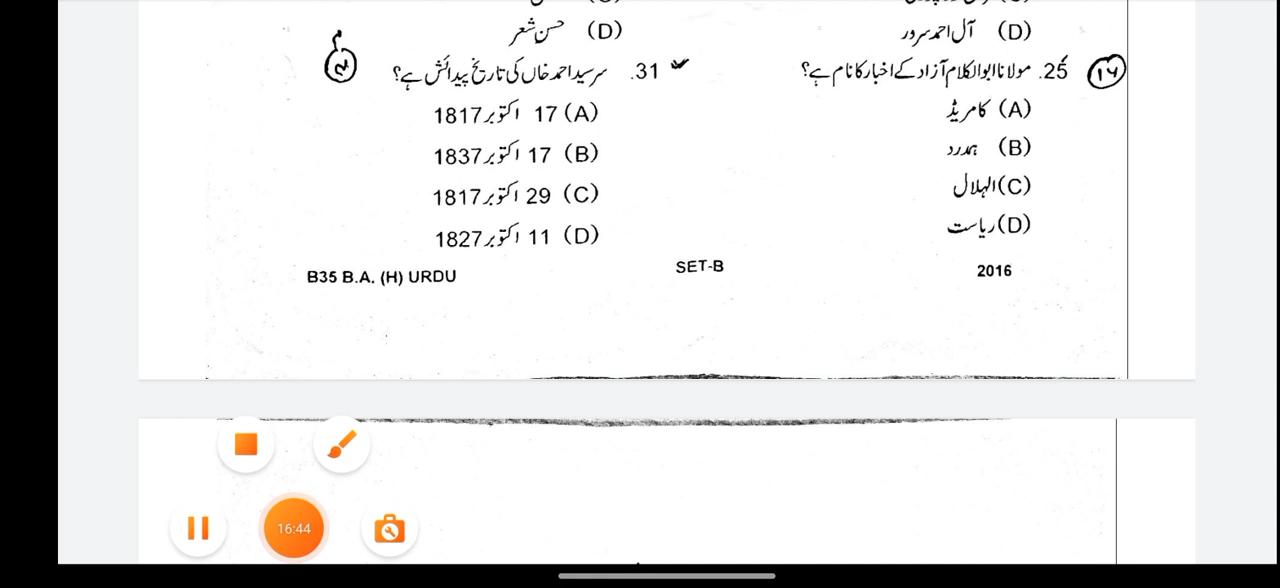 (D) آل احمد سرور
25. مولانا ابوالکلام آزاد کے اخبار کا نام ہے؟
(A) کامریڈ
(B) ہمدرد
(C) الہلال
(D) ریاست
(D) حسن شعر
31. سرسید احمد خاں کی تاریخ پیدائش ہے؟
(A) 17 اکتوبر 1817
(B) 17 اکتوبر 1837
(C) 29 اکتوبر 1817
(D) 11 اکتوبر 1827
B35 B.A. (H) URDU
SET-B
2016
16:44